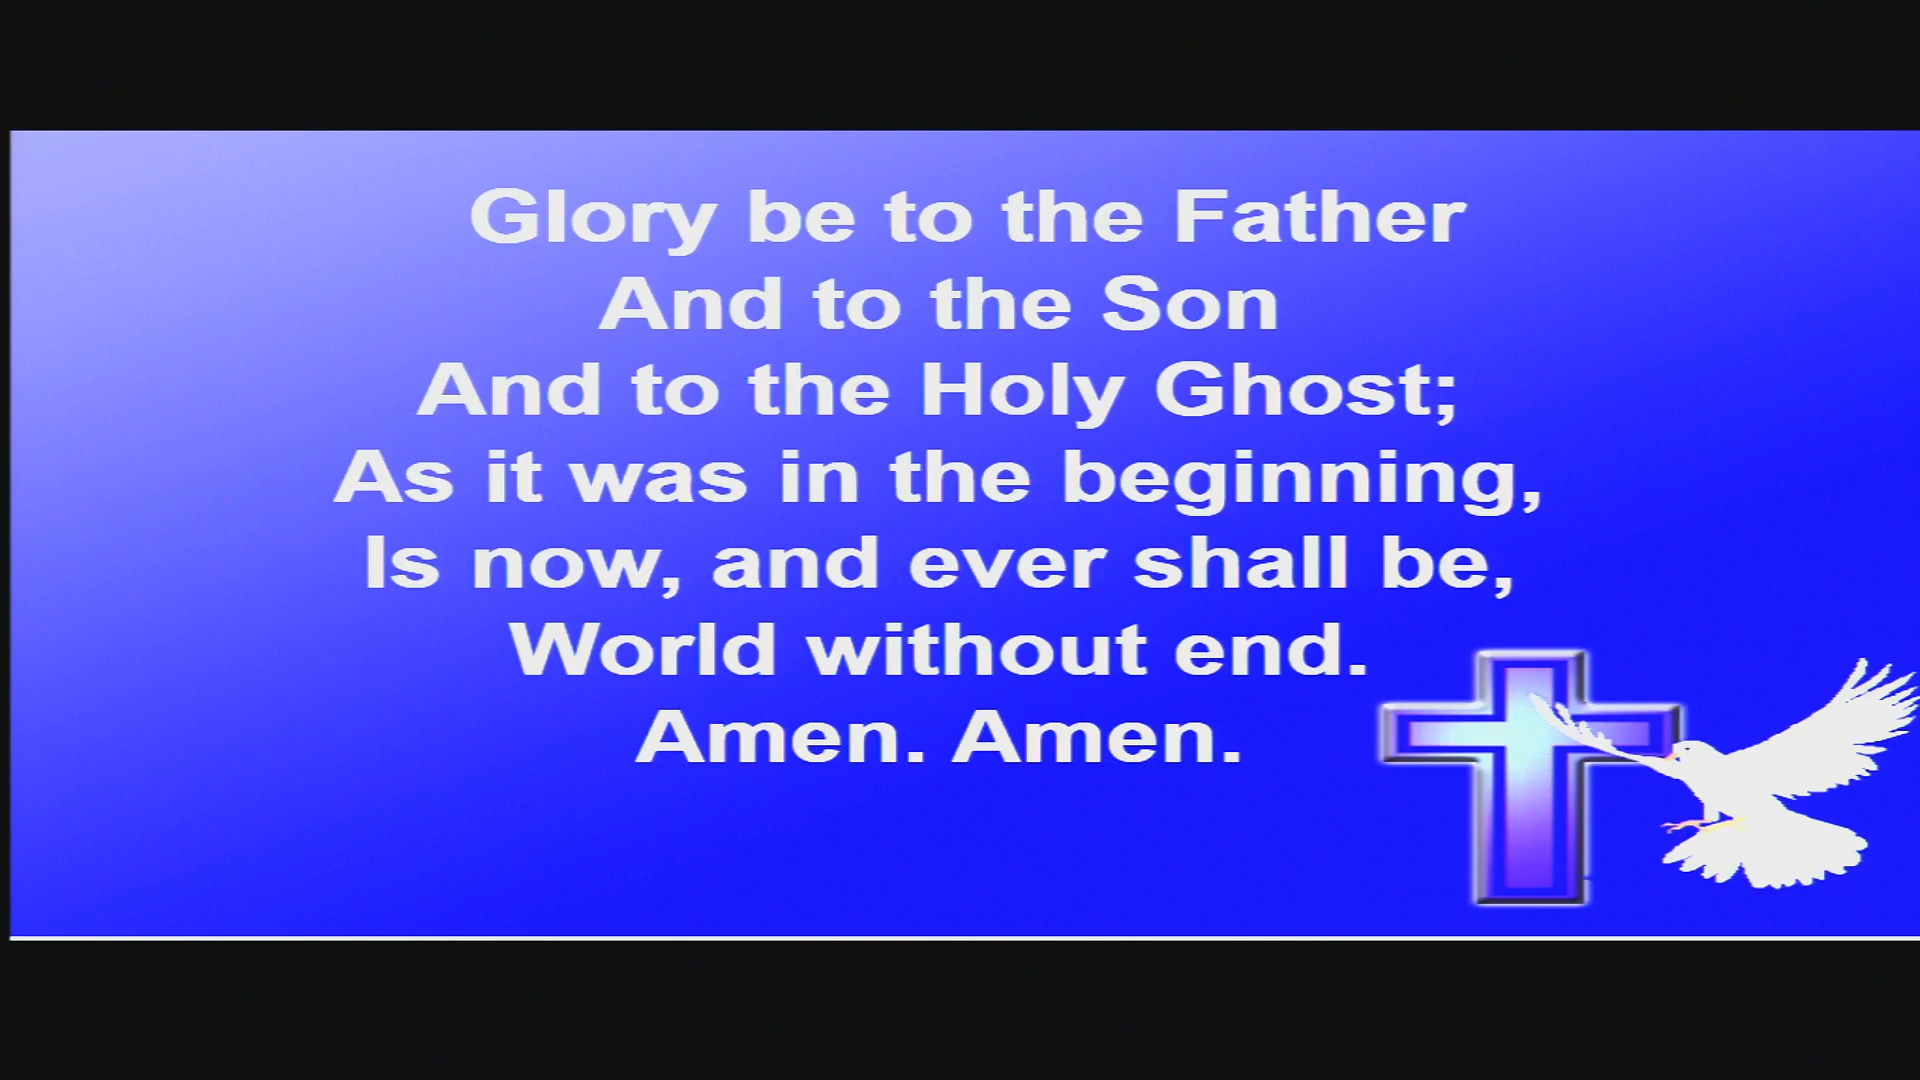 Glory be to the Father
And to the Son
And to the Holy Ghost;
As it was in the beginning,
Is now, and ever shall be,
World without end.
Amen. Amen.